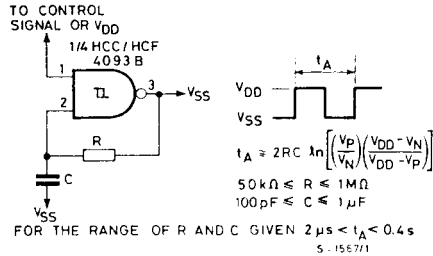 TO CONTROL
SIGNAL OR VDD
1/4 HCC / HCF
4093 B
1
2
3
VSS
R
C
VSS
tA
VDD
VSS
tA ≅ 2RC ln[(VP/VN)(VDD-VN/VDD-VP)]
50kΩ ≤ R ≤ 1MΩ
100pF ≤ C ≤ 1µF
FOR THE RANGE OF R AND C GIVEN 2µs < tA < 0.4s
S-1567/1